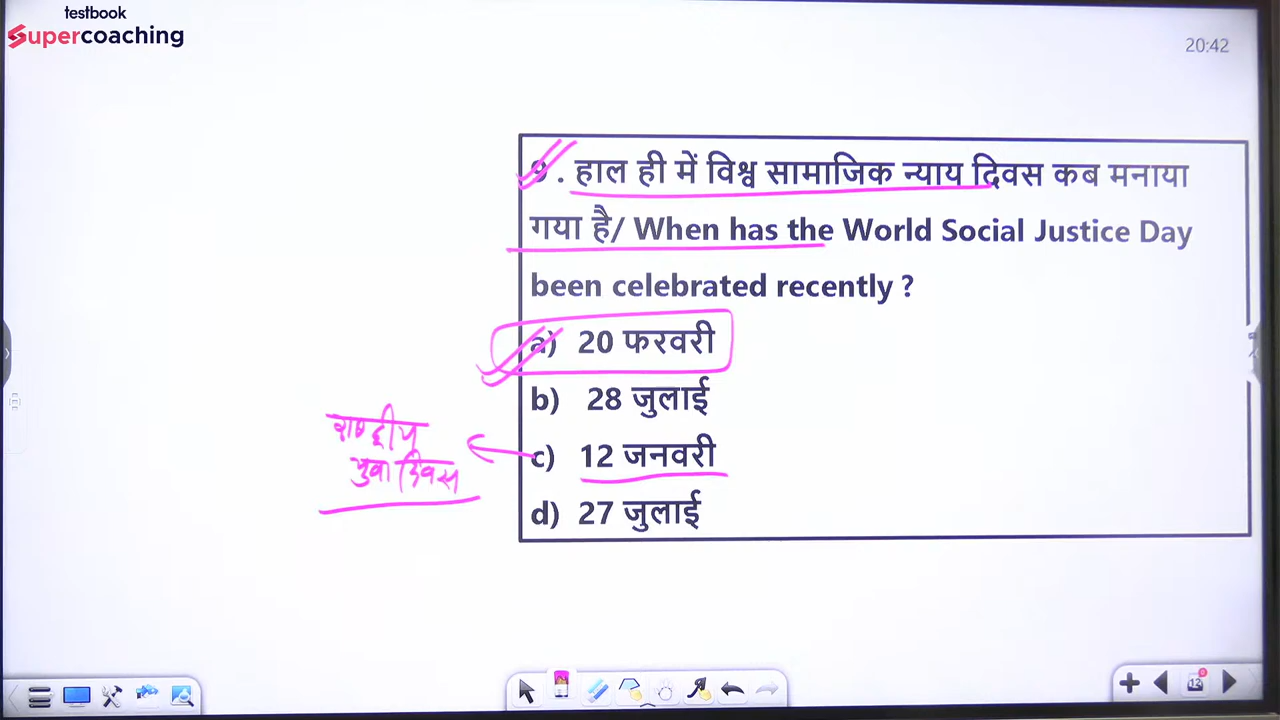 testbook
Supercoaching
20:42
9. हाल ही में विश्व सामाजिक न्याय दिवस कब मनाया
गया है/ When has the World Social Justice Day
been celebrated recently ?
a) 20 फरवरी
b) 28 जुलाई
राष्ट्रीय
युवा दिवस
c) 12 जनवरी
d) 27 जुलाई
12